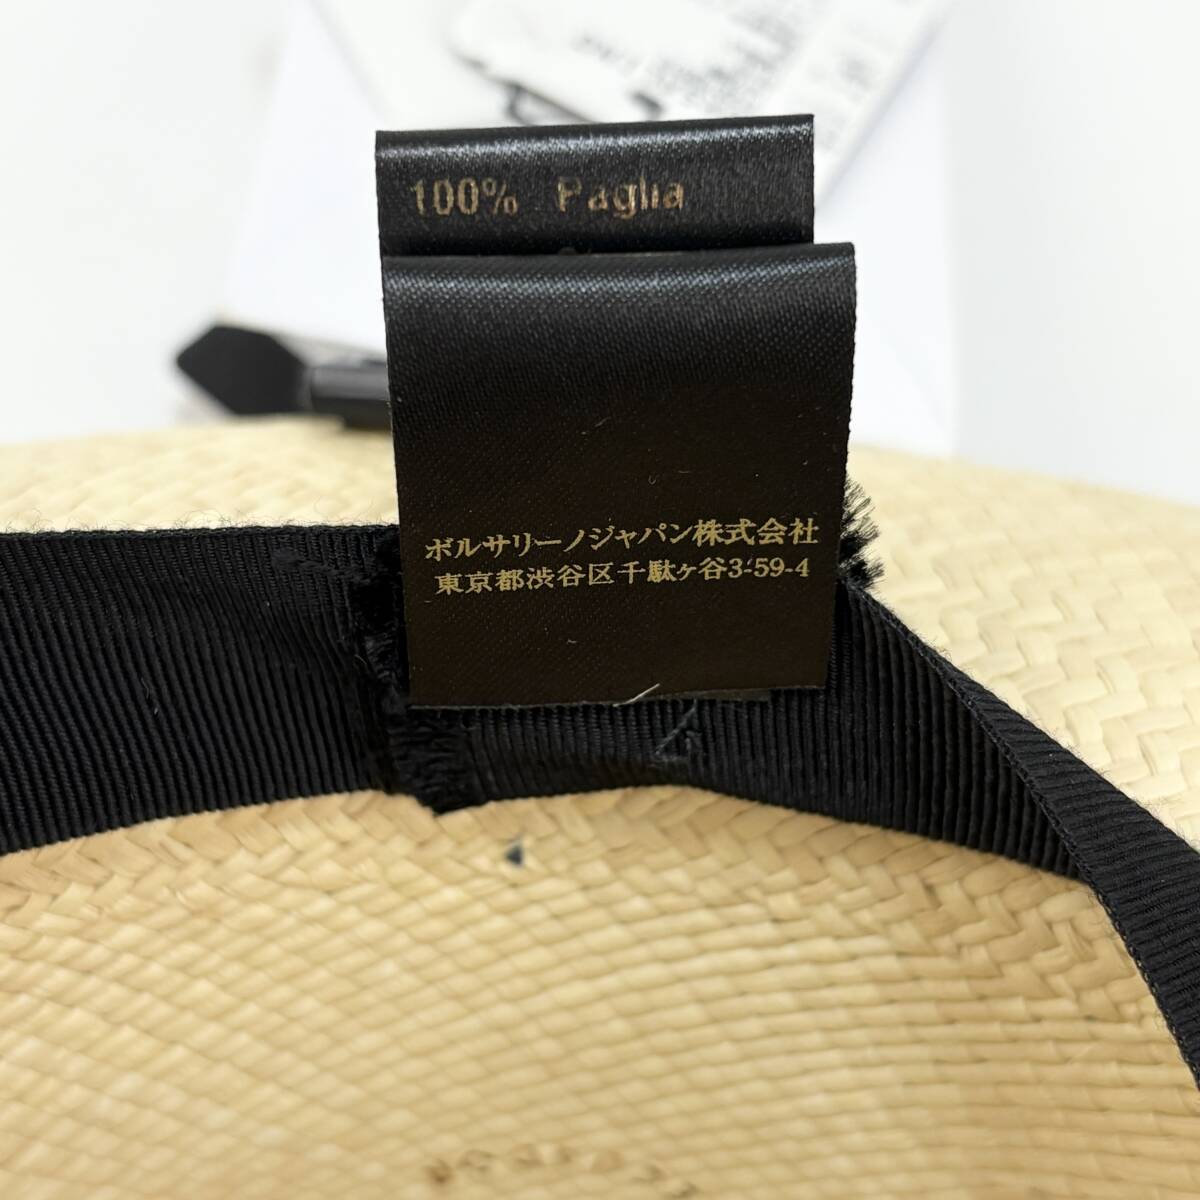 100% Paglia
ボルサリーノジャパン株式会社
東京都渋谷区千駄ヶ谷3-59-4